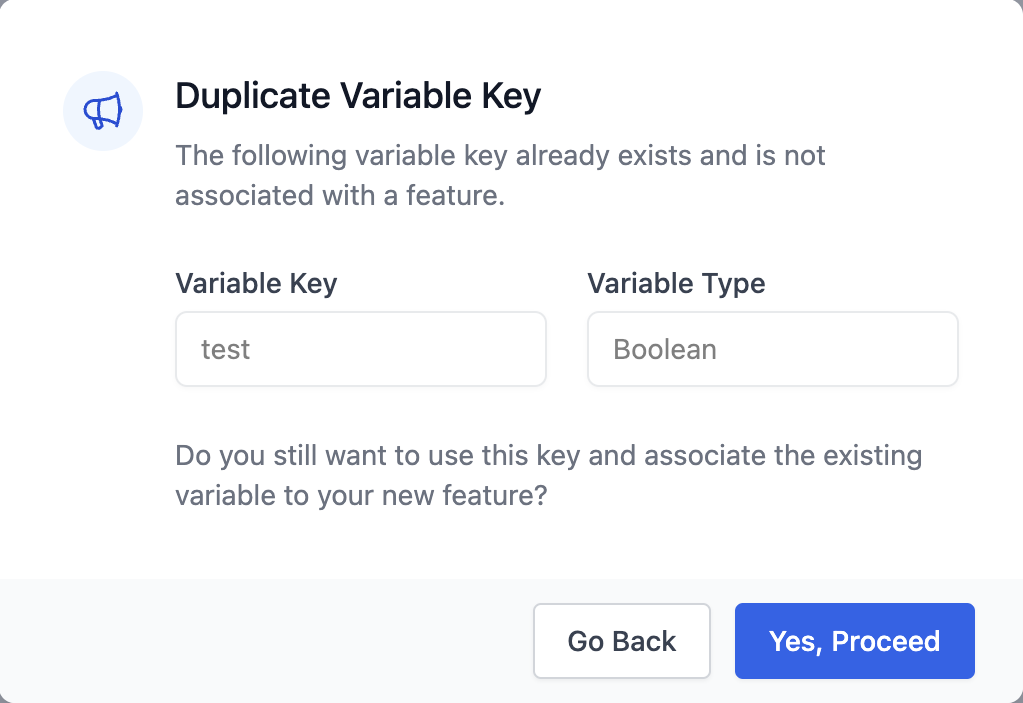 Duplicate Variable Key
The following variable key already exists and is not
associated with a feature.
Variable Key
Variable Type
test
Boolean
Do you still want to use this key and associate the existing
variable to your new feature?
Go Back
Yes, Proceed